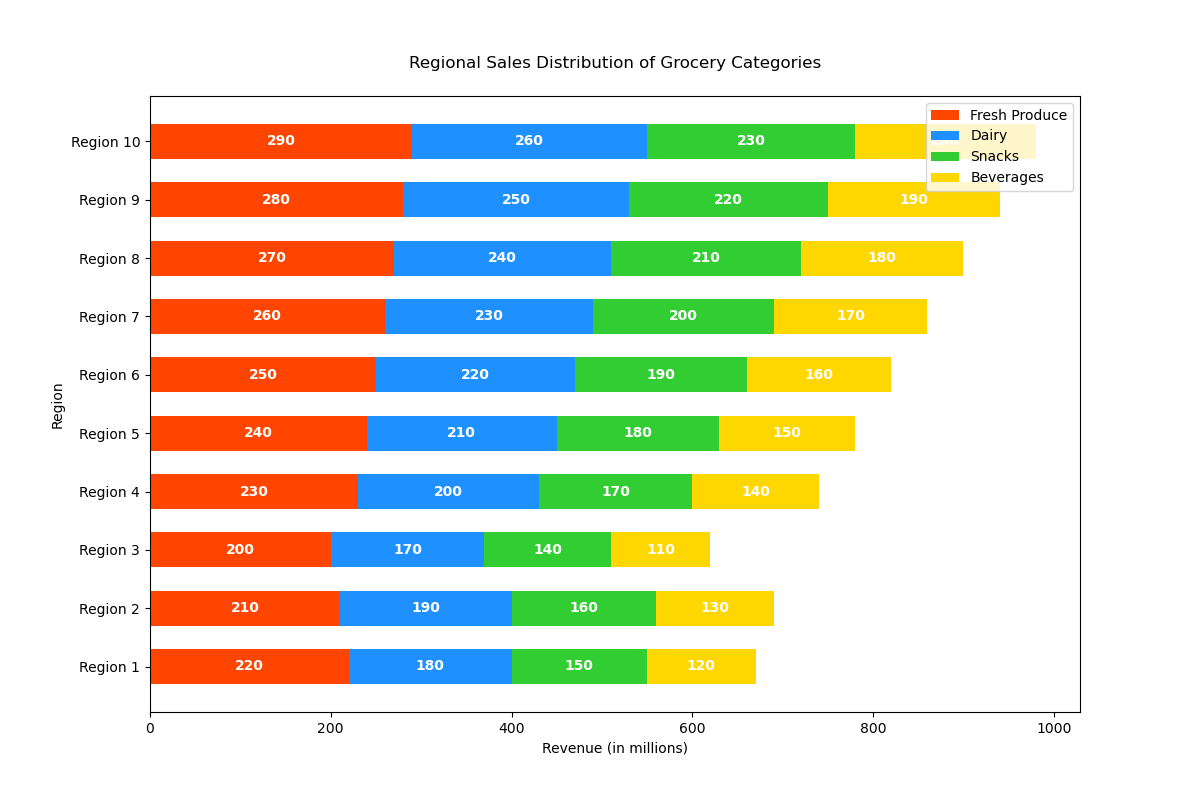 Regional Sales Distribution of Grocery Categories
Fresh Produce
Dairy
Snacks
Beverages
Region 10 290 260 230
Region 9 280 250 220 190
Region 8 270 240 210 180
Region 7 260 230 200 170
Region 6 250 220 190 160
Region 5 240 210 180 150
Region 4 230 200 170 140
Region 3 200 170 140 110
Region 2 210 190 160 130
Region 1 220 180 150 120
Region
0 200 400 600 800 1000
Revenue (in millions)